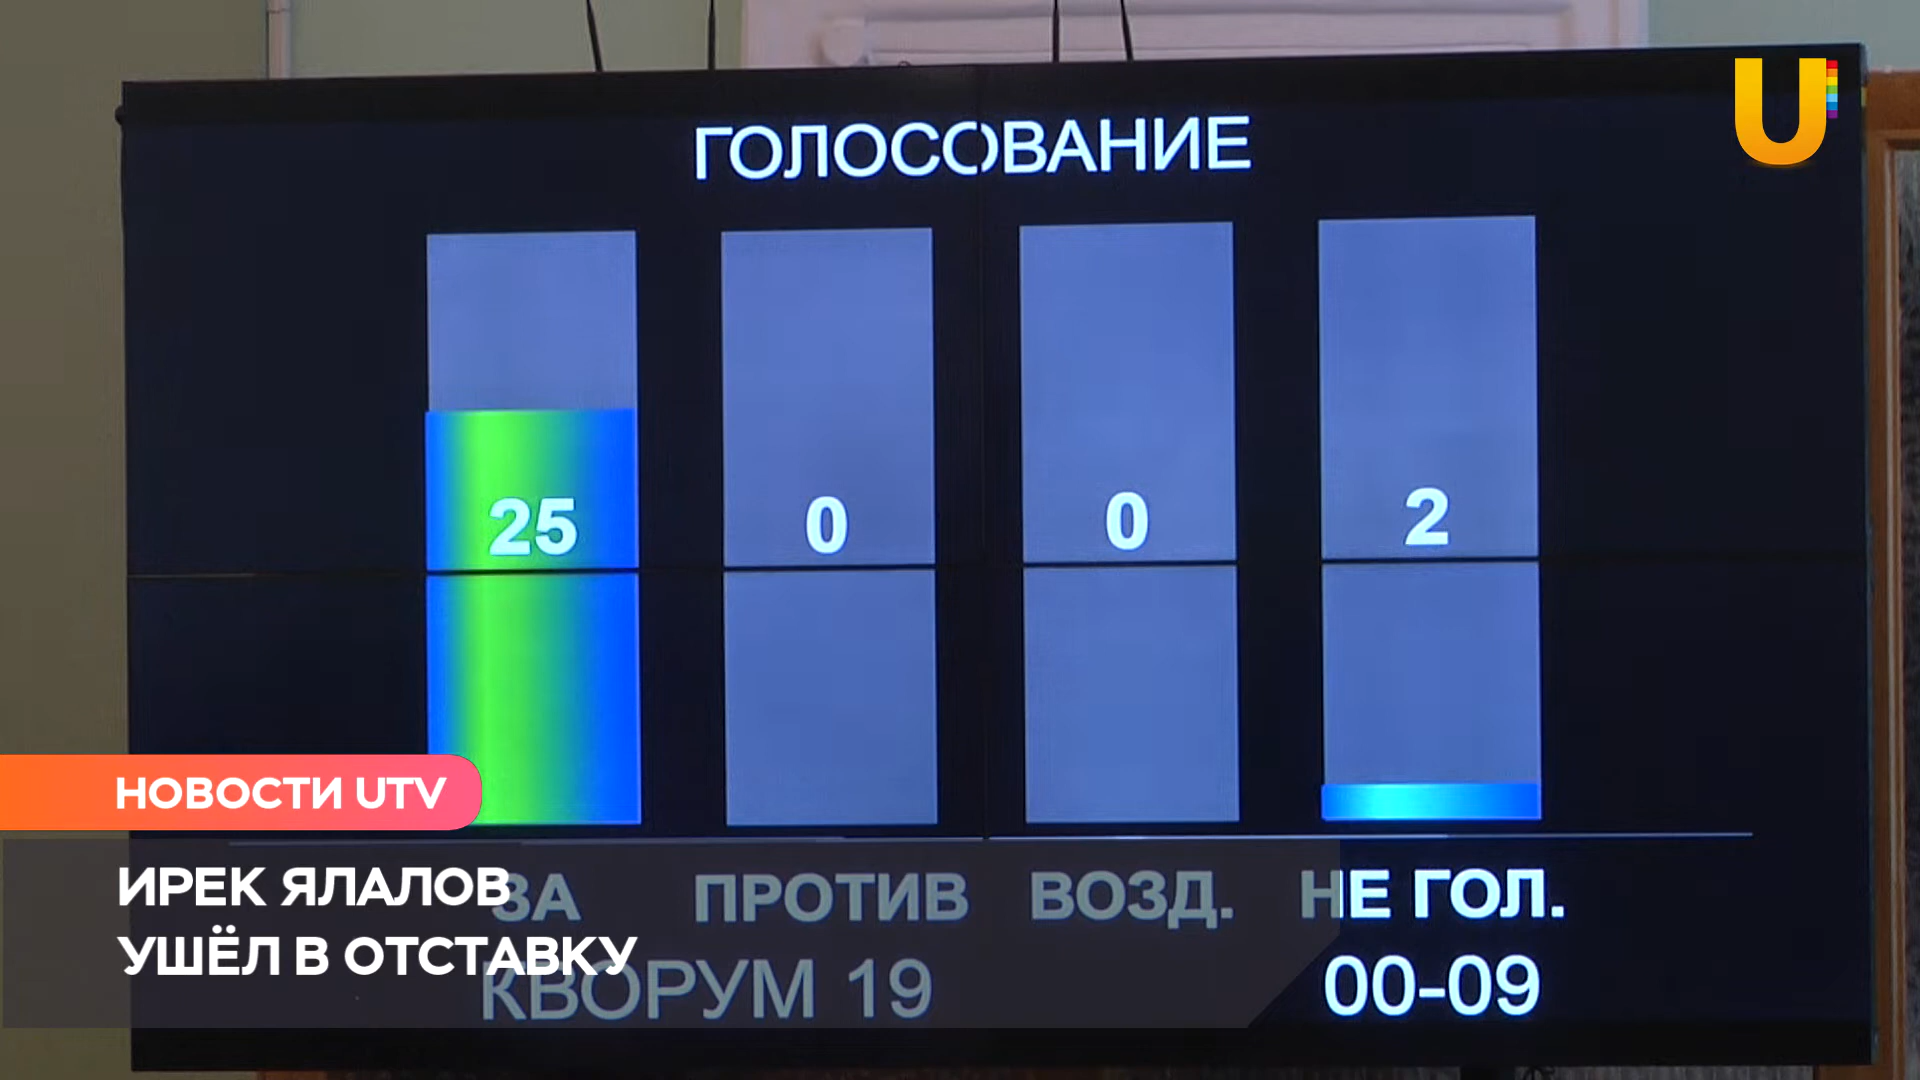 U
ГОЛОСОВАНИЕ
25 0 0 2
НОВОСТИ UTV
ИРЕК ЯЛАЛОВ
УШЁЛ В ОТСТАВКУ
ЗА ПРОТИВ ВОЗД. НЕ ГОЛ.
КВОРУМ 19 00-09